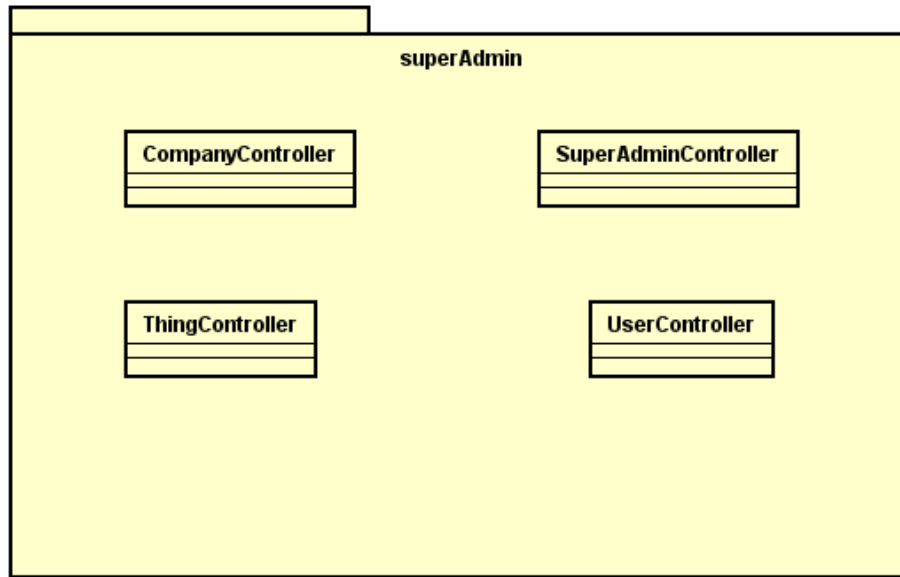 superAdmin
CompanyController
SuperAdminController
ThingController
UserController